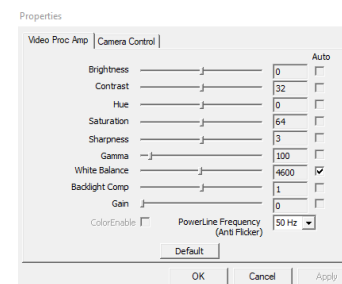 Properties
Video Proc Amp Camera Control
Auto
Brightness 0
Contrast 32
Hue 0
Saturation 64
Sharpness 3
Gamma 100
White Balance 4600
Backlight Comp 1
Gain 0
ColorEnable PowerLine Frequency 50 Hz
(Anti Flicker)
Default
OK Cancel Apply